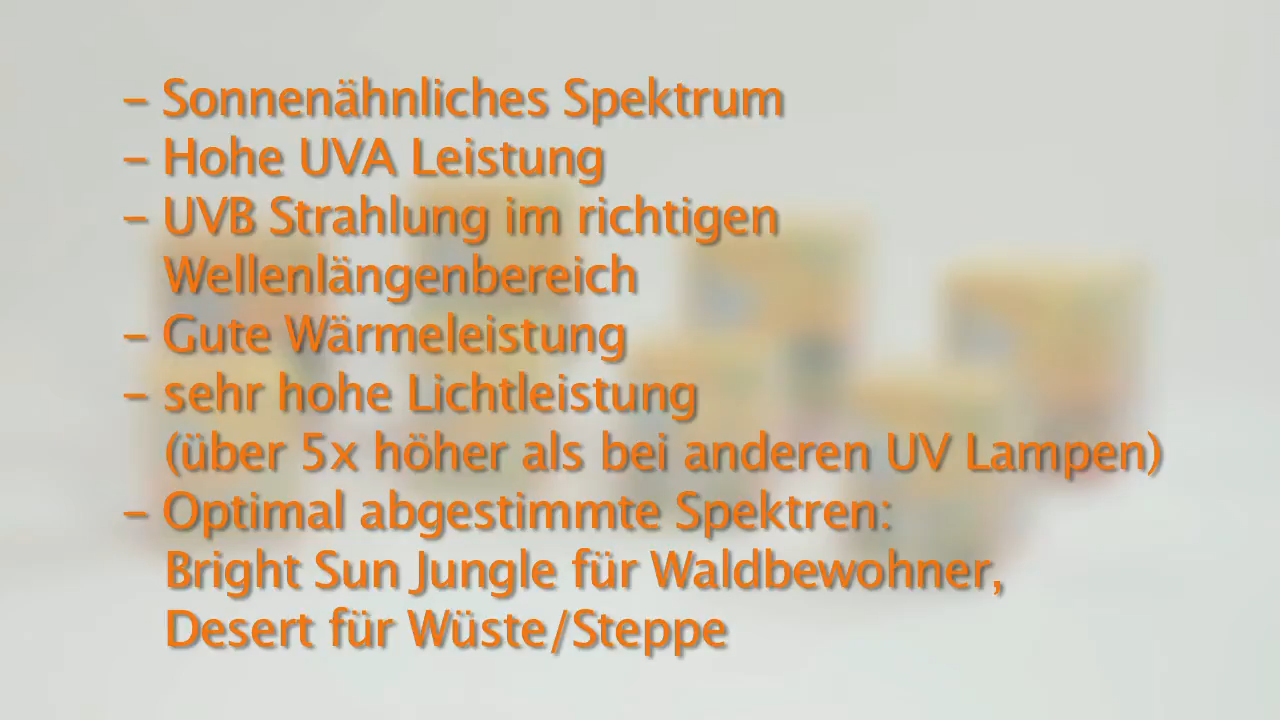 – Sonnenähnliches Spektrum
– Hohe UVA Leistung
– UVB Strahlung im richtigen
Wellenlängenbereich
– Gute Wärmeleistung
– sehr hohe Lichtleistung
(über 5x höher als bei anderen UV Lampen)
– Optimal abgestimmte Spektren:
Bright Sun Jungle für Waldbewohner,
Desert für Wüste/Steppe